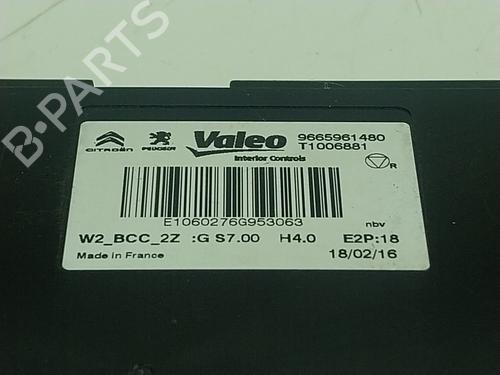 CITROËN PEUGEOT Valeo 9665961480
Interior Controls T1006881
R
E1060276G953063
nbv
W2_BCC_2Z :G S7.00 H4.0 E2P:18
Made in France 18/02/16
B-PARTS